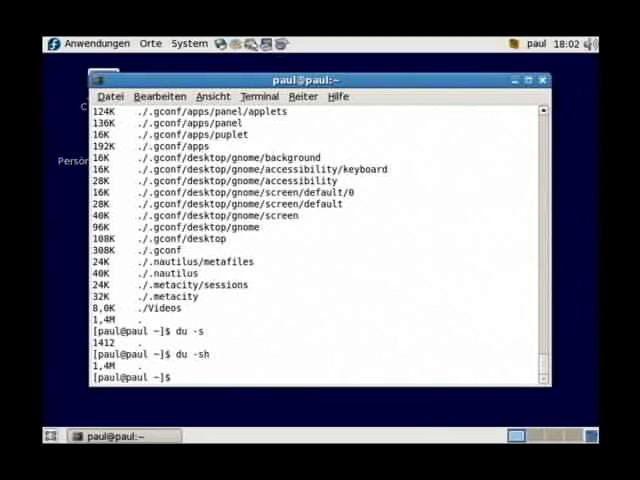 Anwendungen Orte System paul 18:02
paul@paul:~
Datei Bearbeiten Ansicht Terminal Reiter Hilfe
124K ./.gconf/apps/panel/applets
136K ./.gconf/apps/panel
16K ./.gconf/apps/puplet
192K ./.gconf/apps
16K ./.gconf/desktop/gnome/background
16K ./.gconf/desktop/gnome/accessibility/keyboard
28K ./.gconf/desktop/gnome/accessibility
16K ./.gconf/desktop/gnome/screen/default/0
28K ./.gconf/desktop/gnome/screen/default
40K ./.gconf/desktop/gnome/screen
96K ./.gconf/desktop/gnome
108K ./.gconf/desktop
308K ./.gconf
24K ./.nautilus/metafiles
40K ./.nautilus
24K ./.metacity/sessions
32K ./.metacity
8,0K ./Videos
1,4M .
[paul@paul ~]$ du -s
1412 .
[paul@paul ~]$ du -sh
1,4M .
[paul@paul ~]$
paul@paul:~